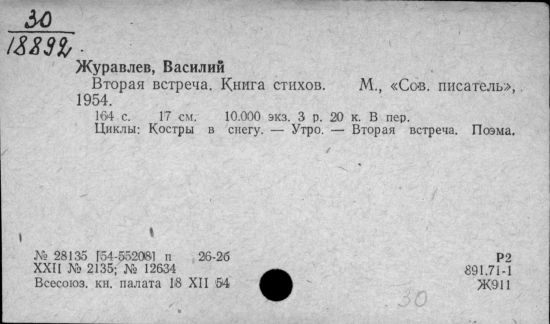 30
18892
Журавлев, Василий
Вторая встреча. Книга стихов. М., «Сов. писатель»,
1954.
164 с. 17 см. 10.000 экз. 3 р. 20 к. В пер.
Циклы: Костры в снегу. — Утро. — Вторая встреча. Поэма.
№ 28135 [54-55208] п 26-2б
XXII № 2135; № 12634
Всесоюз. кн. палата 18 XII 54
Р2
891.71-1
Ж911
30